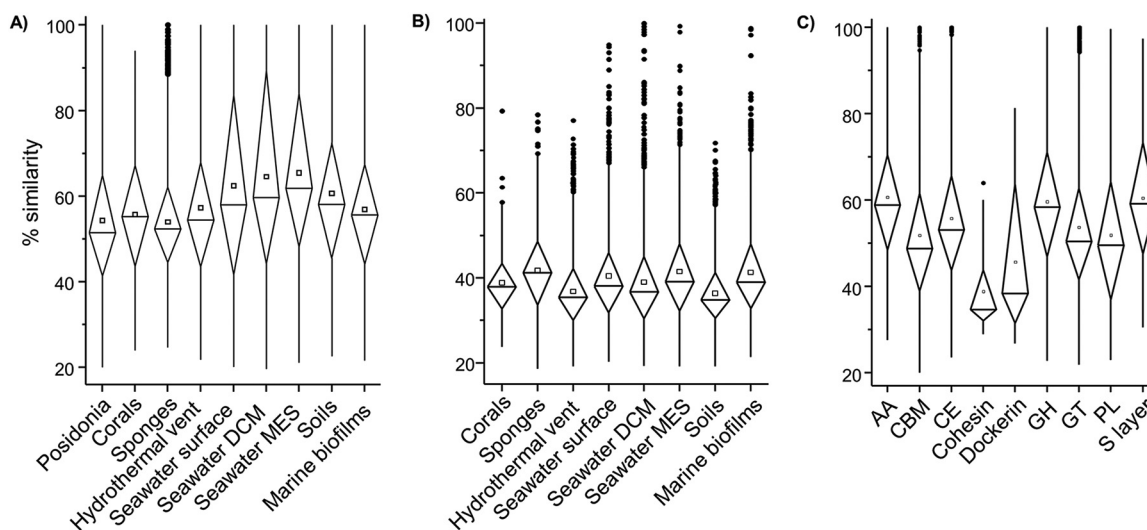 A)
% similarity
100
80
60
40
20
Posidonia
Corals
Sponges
Hydrothermal vent
Seawater surface
Seawater DCM
Seawater MES
Soils
Marine biofilms
B)
100
80
60
40
20
Corals
Sponges
Hydrothermal vent
Seawater surface
Seawater DCM
Seawater MES
Soils
Marine biofilms
C)
100
80
60
40
20
AA
CBM
CE
Cohesin
Dockerin
GH
GT
PL
S layer